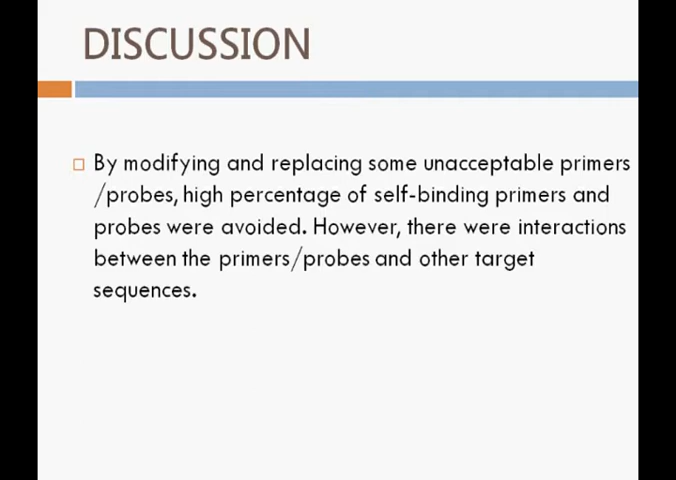 DISCUSSION
By modifying and replacing some unacceptable primers
/probes, high percentage of self-binding primers and
probes were avoided. However, there were interactions
between the primers/probes and other target
sequences.